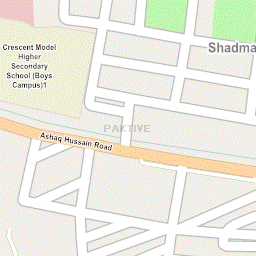 Shadma
Crescent Model
Higher
Secondary
School (Boys
Campus)1
PAKTIVE
Ashaq Hussain Road